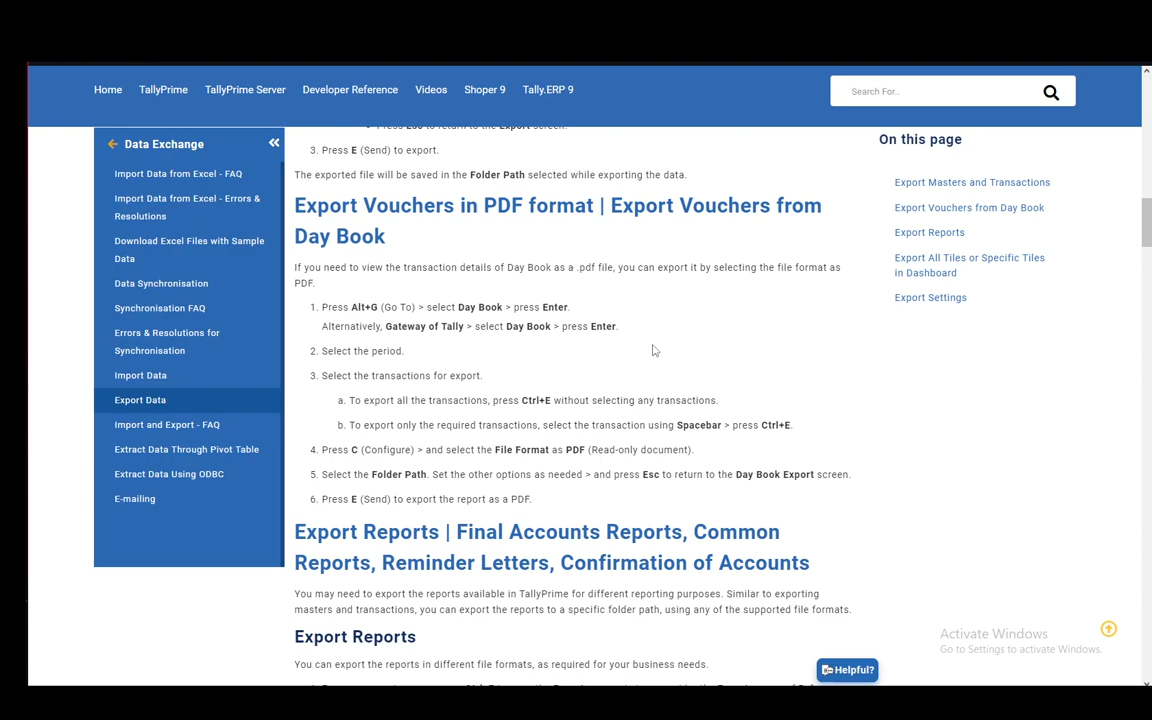 Home TallyPrime TallyPrime Server Developer Reference Videos Shoper 9 Tally.ERP 9
Search For..
Data Exchange
Import Data from Excel - FAQ
Import Data from Excel - Errors &
Resolutions
Download Excel Files with Sample
Data
Data Synchronisation
Synchronisation FAQ
Errors & Resolutions for
Synchronisation
Import Data
Export Data
Import and Export - FAQ
Extract Data Through Pivot Table
Extract Data Using ODBC
E-mailing
Press Esc to return to the Export screen.
3. Press E (Send) to export.
The exported file will be saved in the Folder Path selected while exporting the data.
Export Vouchers in PDF format | Export Vouchers from
Day Book
If you need to view the transaction details of Day Book as a .pdf file, you can export it by selecting the file format as
PDF.
1. Press Alt+G (Go To) > select Day Book > press Enter.
Alternatively, Gateway of Tally > select Day Book > press Enter.
2. Select the period.
3. Select the transactions for export.
a. To export all the transactions, press Ctrl+E without selecting any transactions.
b. To export only the required transactions, select the transaction using Spacebar > press Ctrl+E.
4. Press C (Configure) > and select the File Format as PDF (Read-only document).
5. Select the Folder Path. Set the other options as needed > and press Esc to return to the Day Book Export screen.
6. Press E (Send) to export the report as a PDF.
Export Reports | Final Accounts Reports, Common
Reports, Reminder Letters, Confirmation of Accounts
You may need to export the reports available in TallyPrime for different reporting purposes. Similar to exporting
masters and transactions, you can export the reports to a specific folder path, using any of the supported file formats.
Export Reports
You can export the reports in different file formats, as required for your business needs.
On this page
Export Masters and Transactions
Export Vouchers from Day Book
Export Reports
Export All Tiles or Specific Tiles
in Dashboard
Export Settings
Activate Windows
Go to Settings to activate Windows.
Helpful?